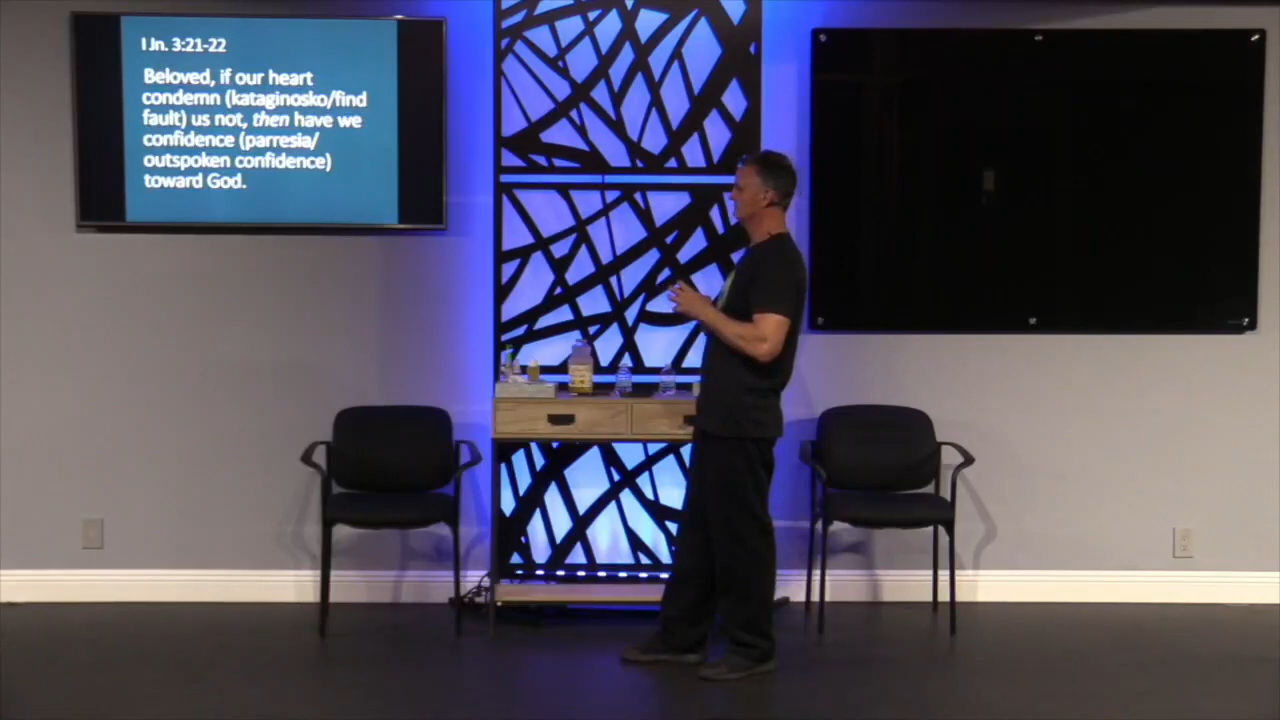 I Jn. 3:21-22
Beloved, if our heart
condemn (kataginosko/find
fault) us not, then have we
confidence (parresia/
outspoken confidence)
toward God.